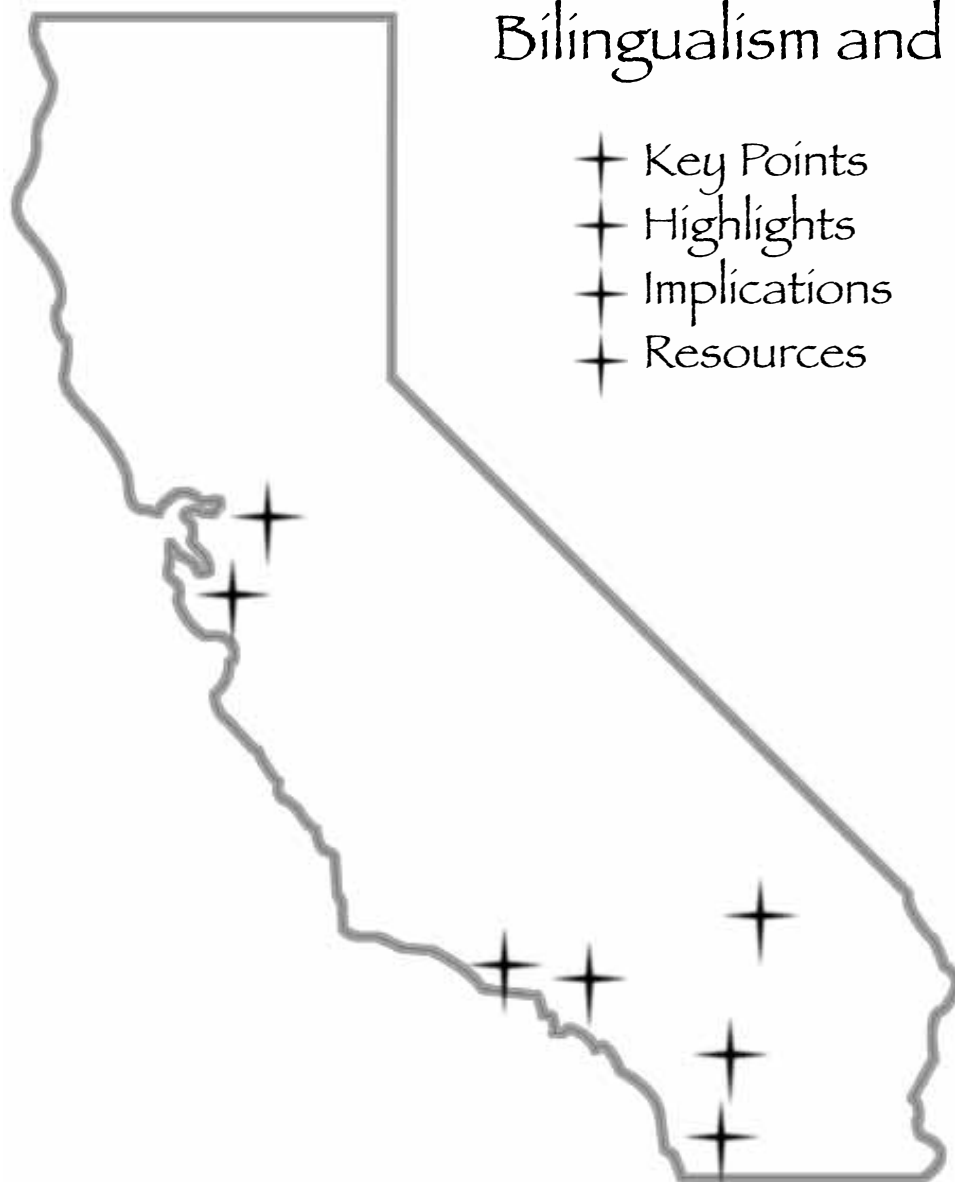 Bilingualism and
Key Points
Highlights
Implications
Resources